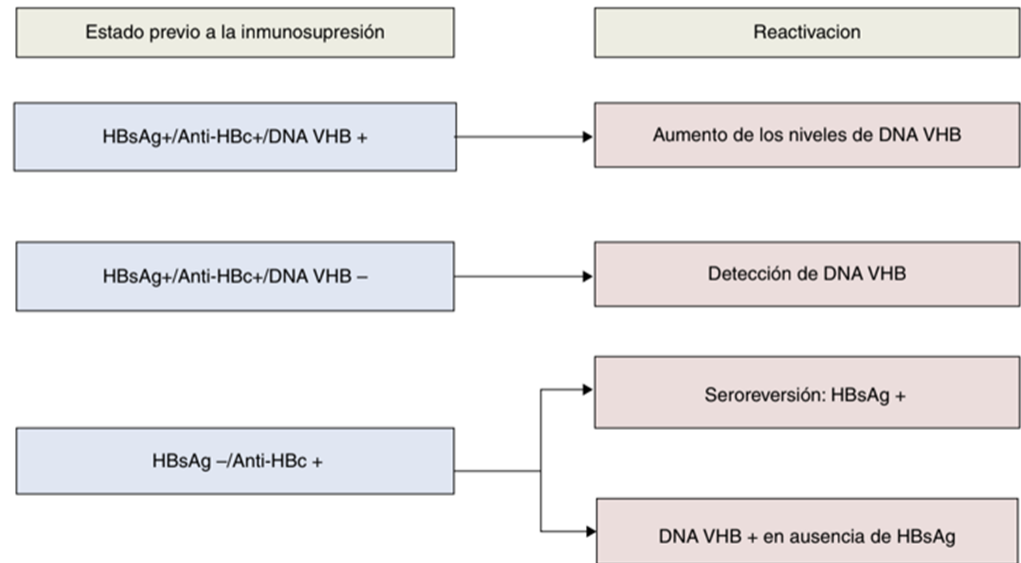 Estado previo a la inmunosupresión
Reactivacion
HBsAg+/Anti-HBc+/DNA VHB +
Aumento de los niveles de DNA VHB
HBsAg+/Anti-HBc+/DNA VHB –
Detección de DNA VHB
HBsAg –/Anti-HBc +
Seroreversión: HBsAg +
DNA VHB + en ausencia de HBsAg